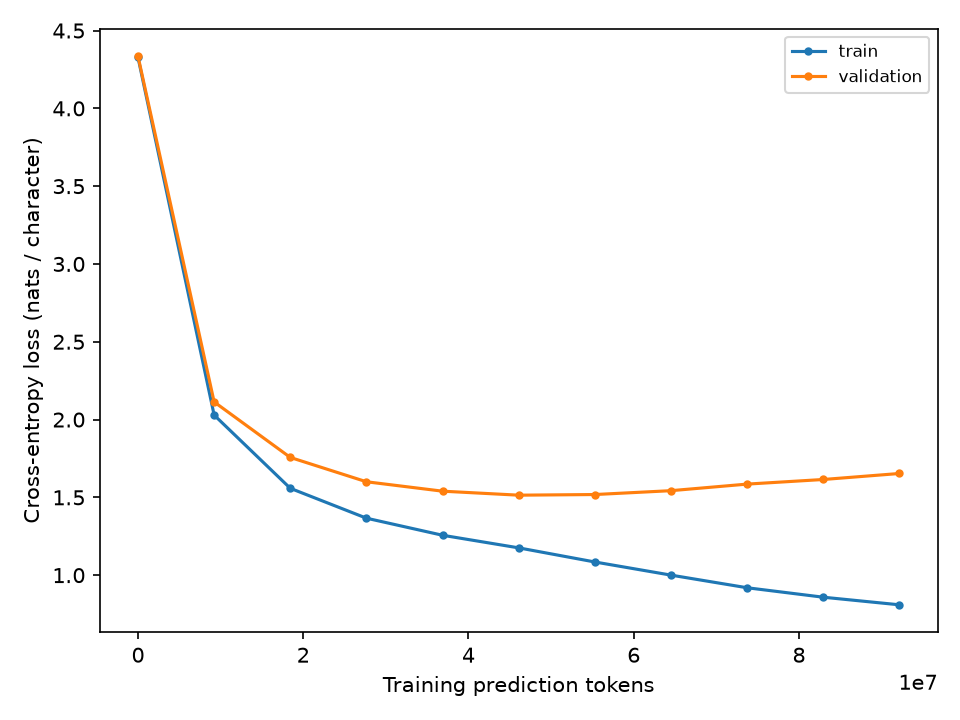 4.5
4.0
3.5
3.0
2.5
2.0
1.5
1.0
Cross-entropy loss (nats / character)
train
validation
0 2 4 6 8
1e7
Training prediction tokens